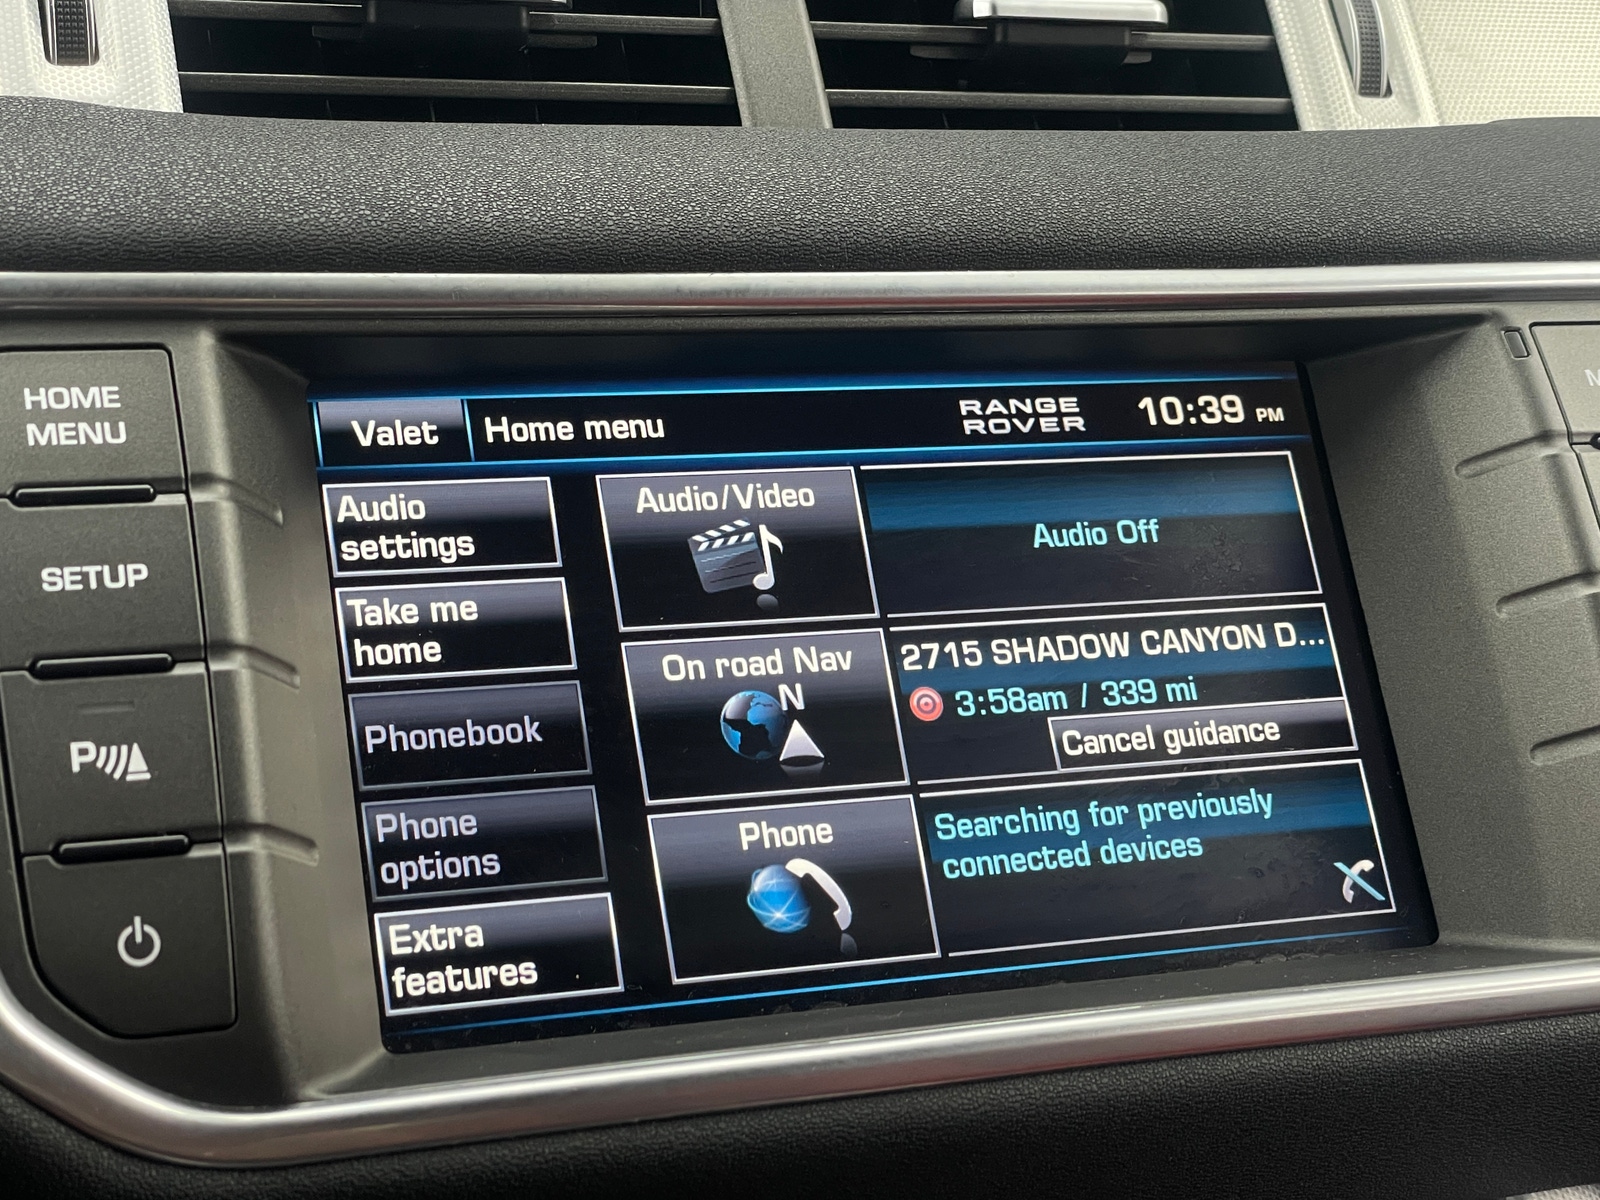 HOME
MENU
SETUP
P
Valet
Home menu
RANGE
ROVER
10:39 PM
Audio
settings
Take me
home
Phonebook
Phone
options
Extra
features
Audio/Video
Audio Off
On road Nav
N
2715 SHADOW CANYON D...
3:58am / 339 mi
Cancel guidance
Phone
Searching for previously
connected devices